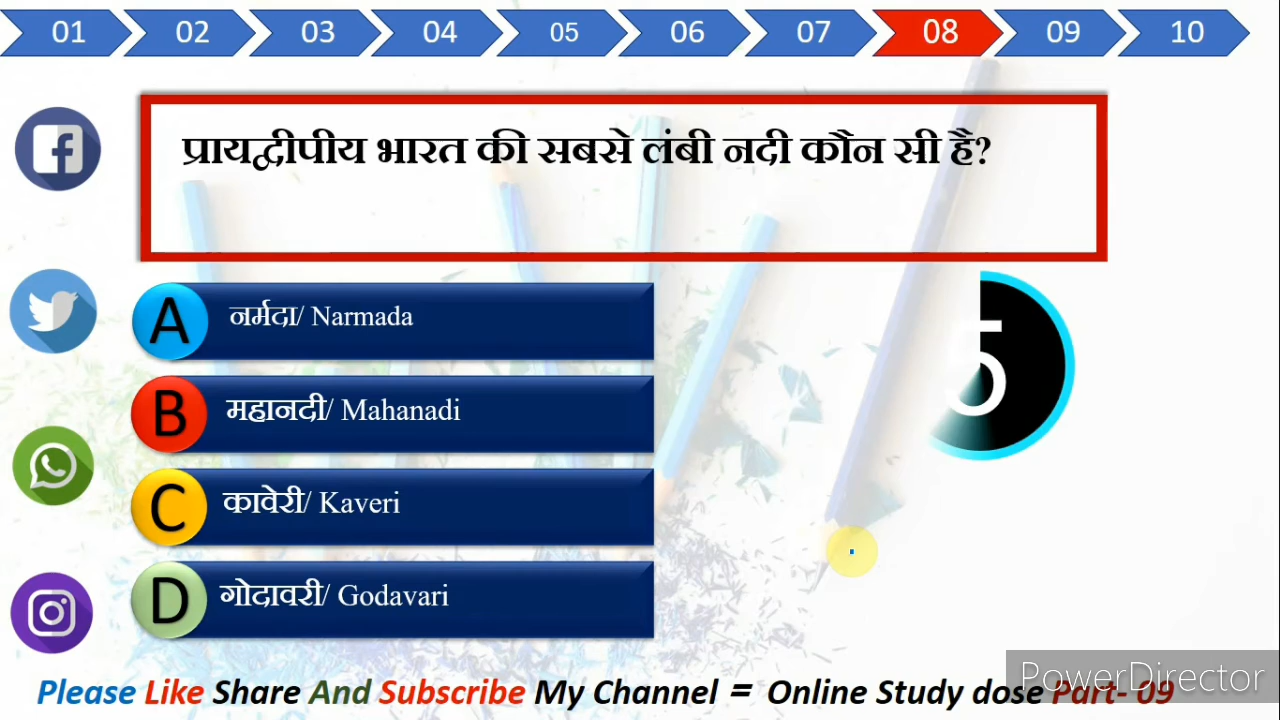 01 02 03 04 05 06 07 08 09 10
प्रायद्वीपीय भारत की सबसे लंबी नदी कौन सी है?
A नर्मदा/ Narmada
B महानदी/ Mahanadi
C कावेरी/ Kaveri
D गोदावरी/ Godavari
5
PowerDirector
Please Like Share And Subscribe My Channel = Online Study dose Part- 09